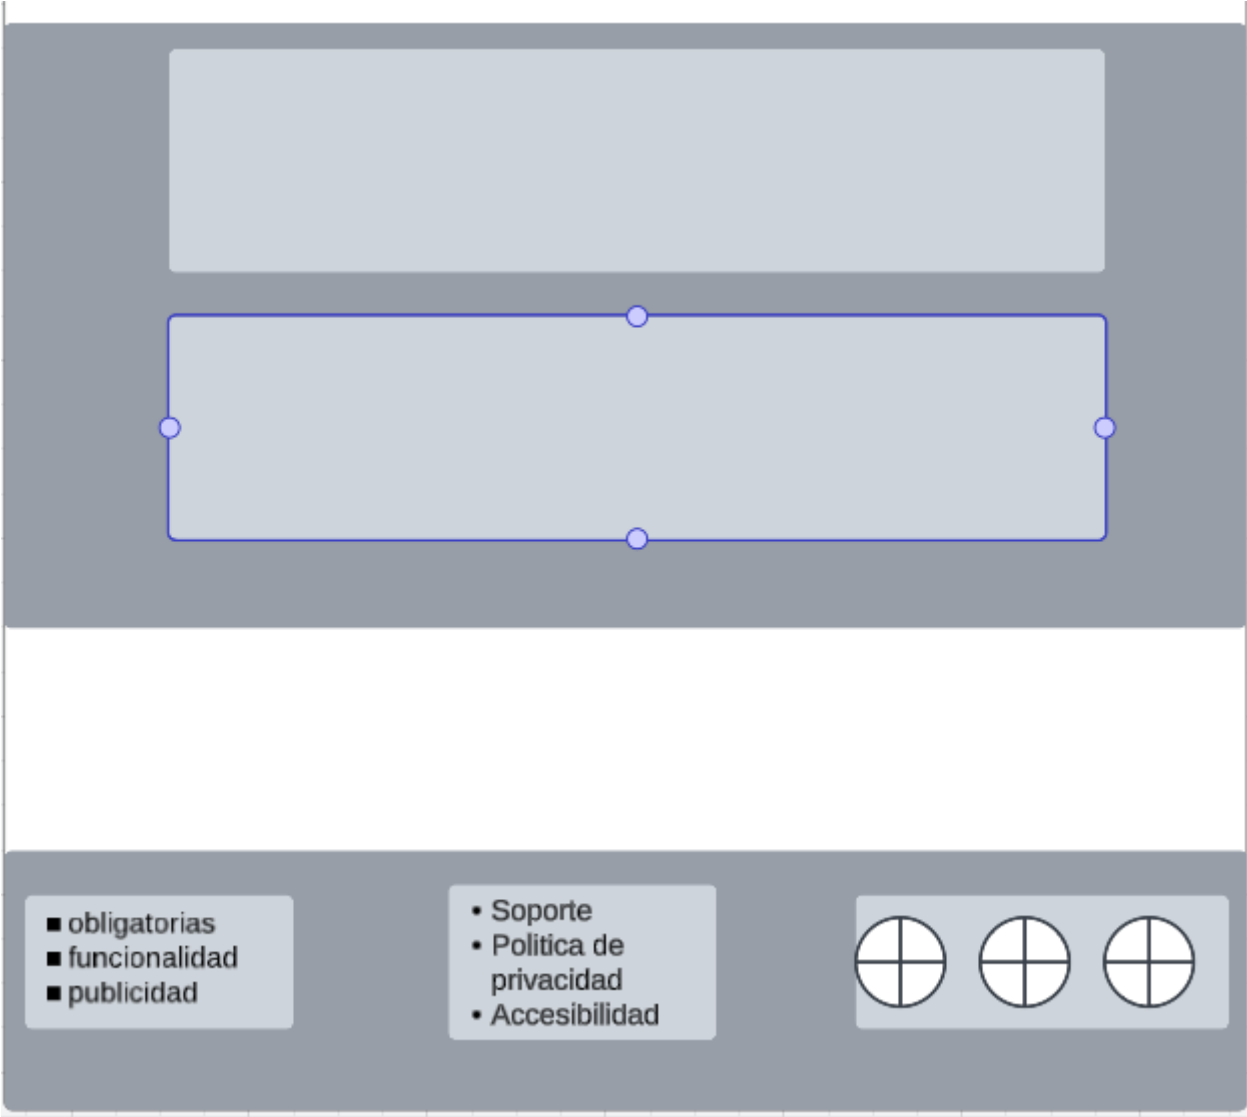 ■ obligatorias
■ funcionalidad
■ publicidad
• Soporte
• Politica de
privacidad
• Accesibilidad